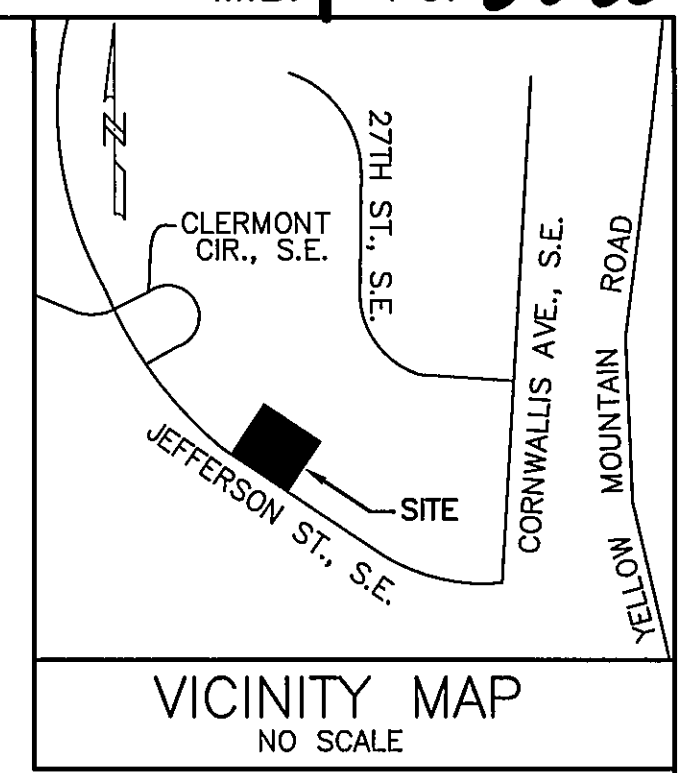 N
CLERMONT
CIR., S.E.
27TH ST., S.E.
CORNWALLIS AVE., S.E.
YELLOW MOUNTAIN ROAD
JEFFERSON ST., S.E.
SITE
VICINITY MAP
NO SCALE